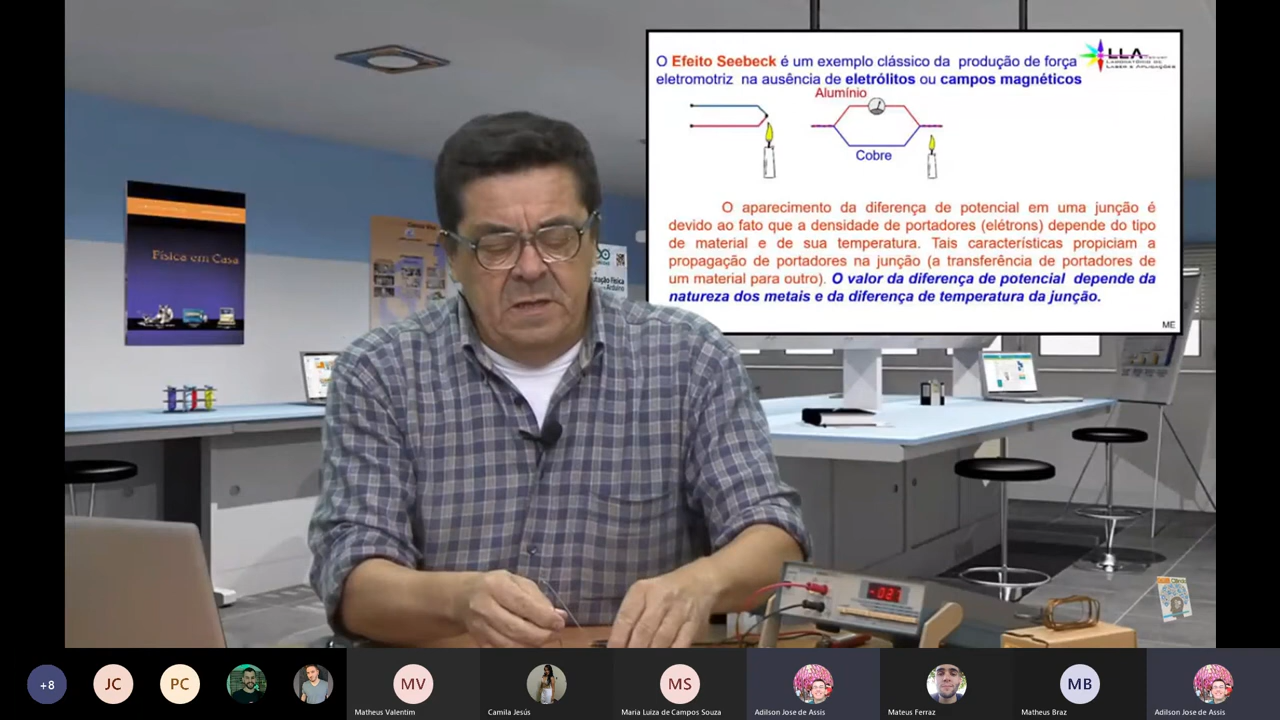 O Efeito Seebeck é um exemplo clássico da produção de força
eletromotriz na ausência de eletrólitos ou campos magnéticos
LLA
LABORATÓRIO DE
LASER E APLICAÇÕES
Alumínio
Cobre
O aparecimento da diferença de potencial em uma junção é
devido ao fato que a densidade de portadores (elétrons) depende do tipo
de material e de sua temperatura. Tais características propiciam a
propagação de portadores na junção (a transferência de portadores de
um material para outro). O valor da diferença de potencial depende da
natureza dos metais e da diferença de temperatura da junção.
ME
Física em Casa
+8
JC
PC
MV
Matheus Valentim
Camila Jesús
MS
Maria Luiza de Campos Souza
Adilson Jose de Assis
Mateus Ferraz
MB
Matheus Braz
Adilson Jose de Assis